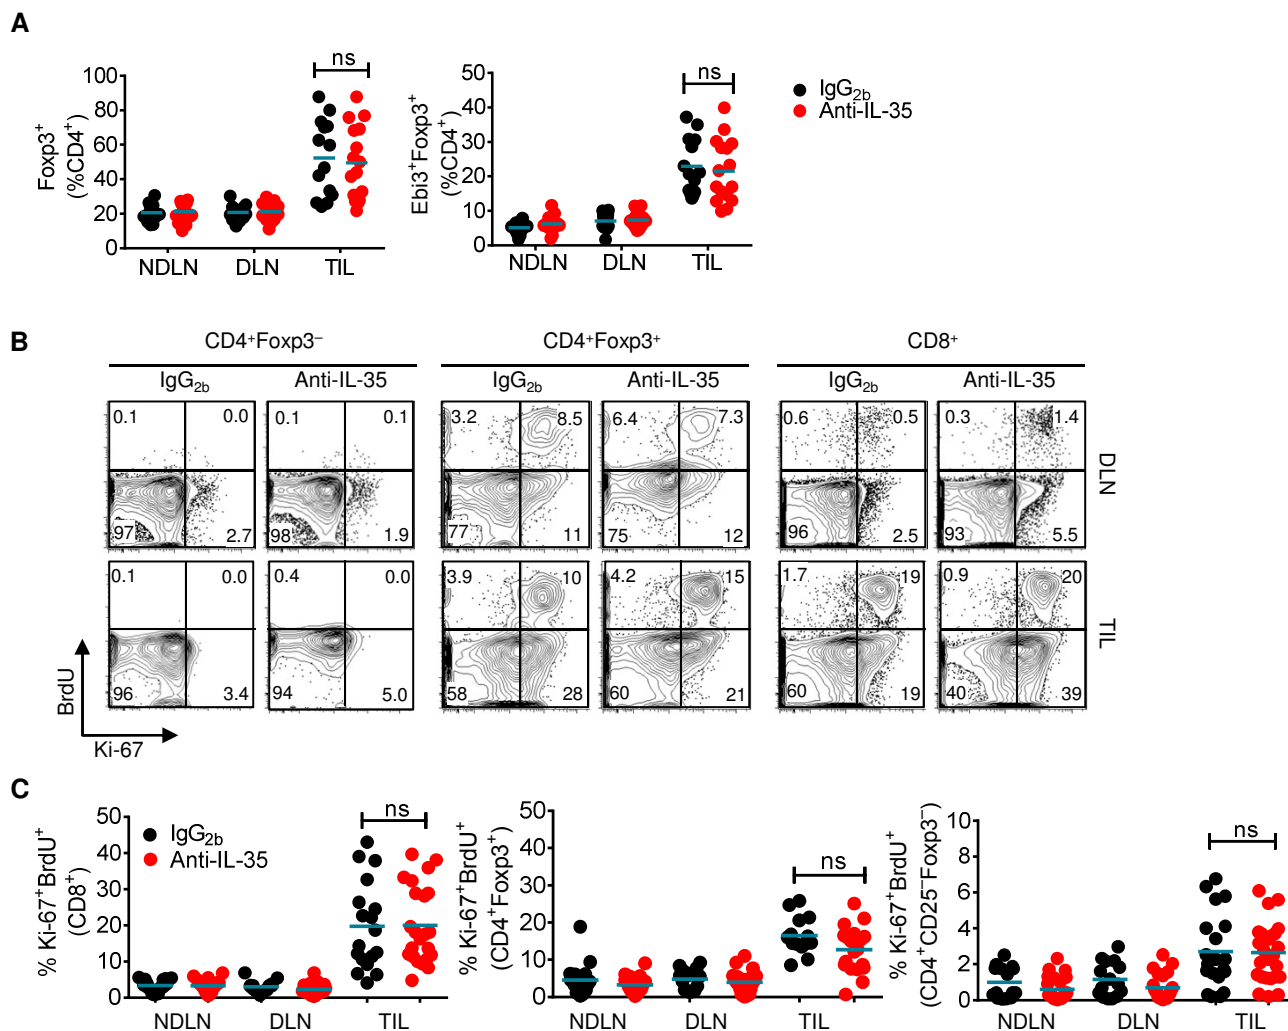 A
Foxp3⁺
(%CD4⁺)
100
80
60
40
20
0
ns
NDLN DLN TIL
Ebi3⁺Foxp3⁺
(%CD4⁺)
50
40
30
20
10
0
ns
NDLN DLN TIL
IgG₂b
Anti-IL-35
B
CD4⁺Foxp3⁻ CD4⁺Foxp3⁺ CD8⁺
IgG₂b Anti-IL-35 IgG₂b Anti-IL-35 IgG₂b Anti-IL-35
0.1 0.0 0.1 0.1 3.2 8.5 6.4 7.3 0.6 0.5 0.3 1.4
DLN
97 2.7 98 1.9 77 11 75 12 96 2.5 93 5.5
0.1 0.0 0.4 0.0 3.9 10 4.2 15 1.7 19 0.9 20
TIL
96 3.4 94 5.0 58 28 60 21 60 19 40 39
BrdU
Ki-67
C
% Ki-67⁺BrdU⁺
(CD8⁺)
50
40
30
20
10
0
IgG₂b
Anti-IL-35
ns
NDLN DLN TIL
% Ki-67⁺BrdU⁺
(CD4⁺Foxp3⁺)
50
40
30
20
10
0
ns
NDLN DLN TIL
% Ki-67⁺BrdU⁺
(CD4⁺CD25⁻Foxp3⁻)
10
8
6
4
2
0
ns
NDLN DLN TIL